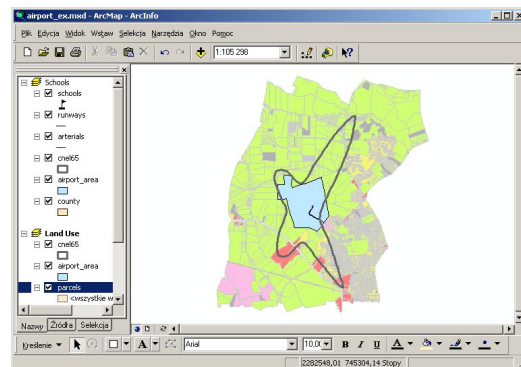 airport_ex.mxd - ArcMap - ArcInfo
Plik Edycja Widok Wstaw Selekcja Narzędzia Okno Pomoc
1:105 298
Schools
schools
runways
arterials
cnel65
airport_area
county
Land Use
cnel65
airport_area
parcels
<wszystkie w
Nazwy Źródła Selekcja
Kreślenie A Arial 10,0 B I U A
2282548,01 745304,14 Stopy